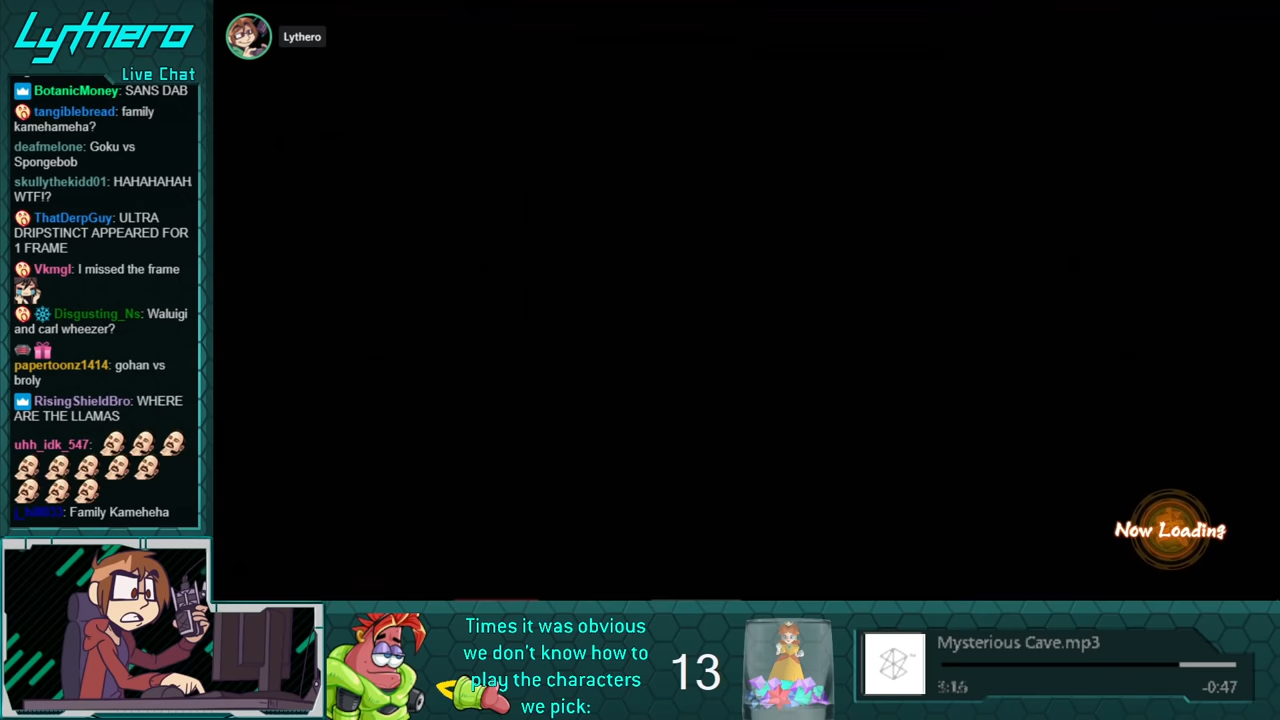 Lythero
Live Chat
BotanicMoney: SANS DAB
tangiblebread: family
kamehameha?
deafmelone: Goku vs
Spongebob
skullythekidd01: HAHAHAHAH
WTF!?
ThatDerpGuy: ULTRA
DRIPSTINCT APPEARED FOR
1 FRAME
Vkmgl: I missed the frame
Disgusting_Ns: Waluigi
and carl wheezer?
papertoonz1414: gohan vs
broly
RisingShieldBro: WHERE
ARE THE LLAMAS
uhh_idk_547:
: Family Kameheha
Lythero
Now Loading
Times it was obvious
we don't know how to
play the characters
we pick:
13
Mysterious Cave.mp3
3:16
-0:47